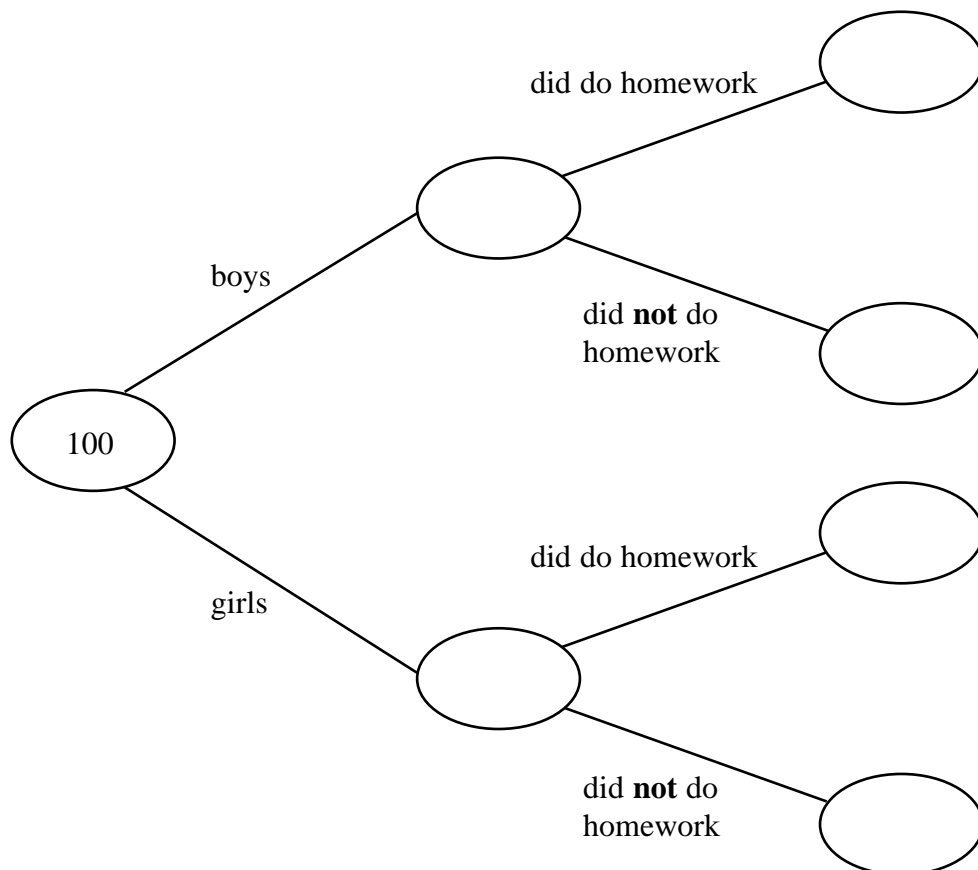 did do homework
boys
did not do
homework
100
did do homework
girls
did not do
homework